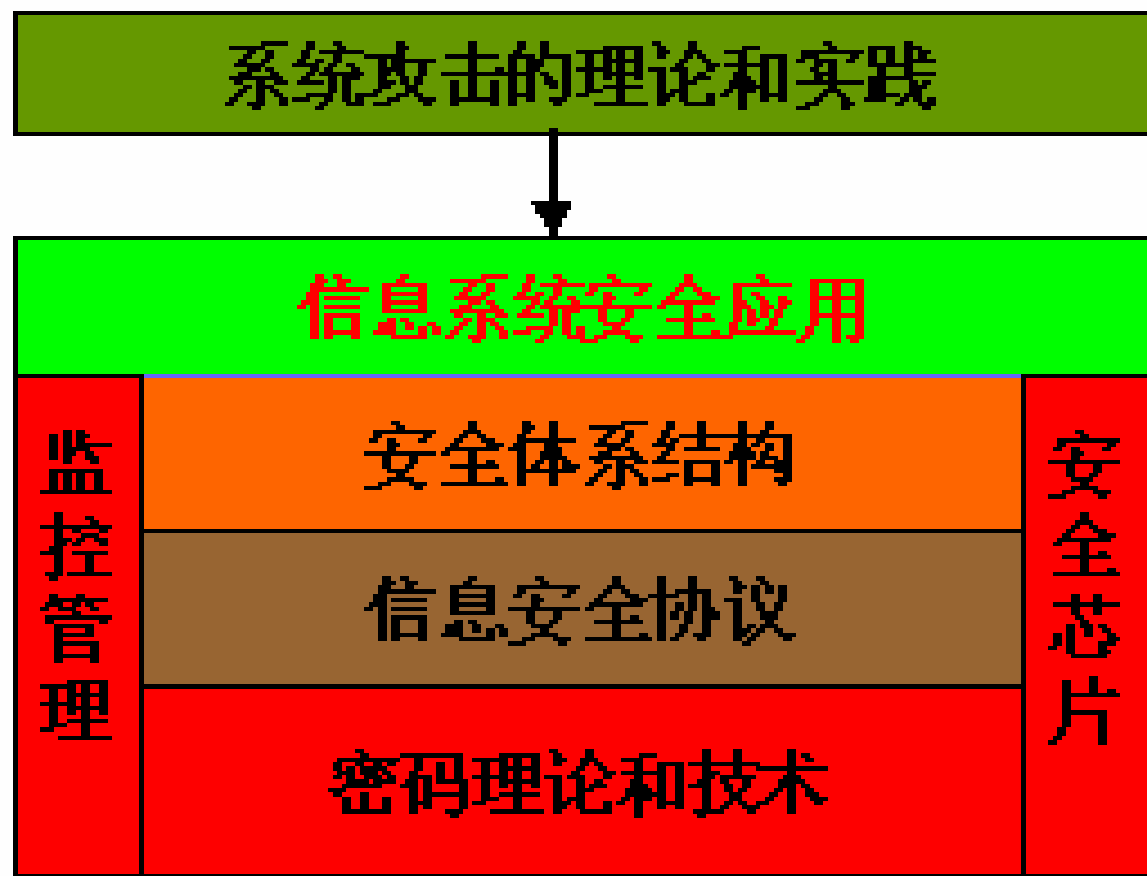 系统攻击的理论和实践
信息系统安全应用
监控管理
安全体系结构
信息安全协议
密码理论和技术
安全芯片